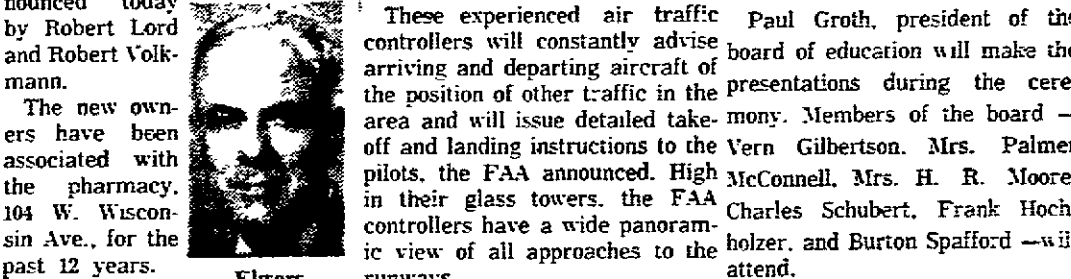 nounced today
by Robert Lord
and Robert Volk-
mann.
The new own-
ers have been
associated with
the pharmacy,
104 W. Wiscon-
sin Ave., for the
past 12 years.
These experienced air traffic
controllers will constantly advise
arriving and departing aircraft of
the position of other traffic in the
area and will issue detailed take-
off and landing instructions to the
pilots, the FAA announced. High
in their glass towers, the FAA
controllers have a wide panoram-
ic view of all approaches to the
runways
Paul Groth, president of the
board of education will make the
presentations during the cere-
mony. Members of the board —
Vern Gilbertson, Mrs. Palmer
McConnell, Mrs. H. R. Moore,
Charles Schubert, Frank Hoch-
holzer, and Burton Spafford — will
attend.